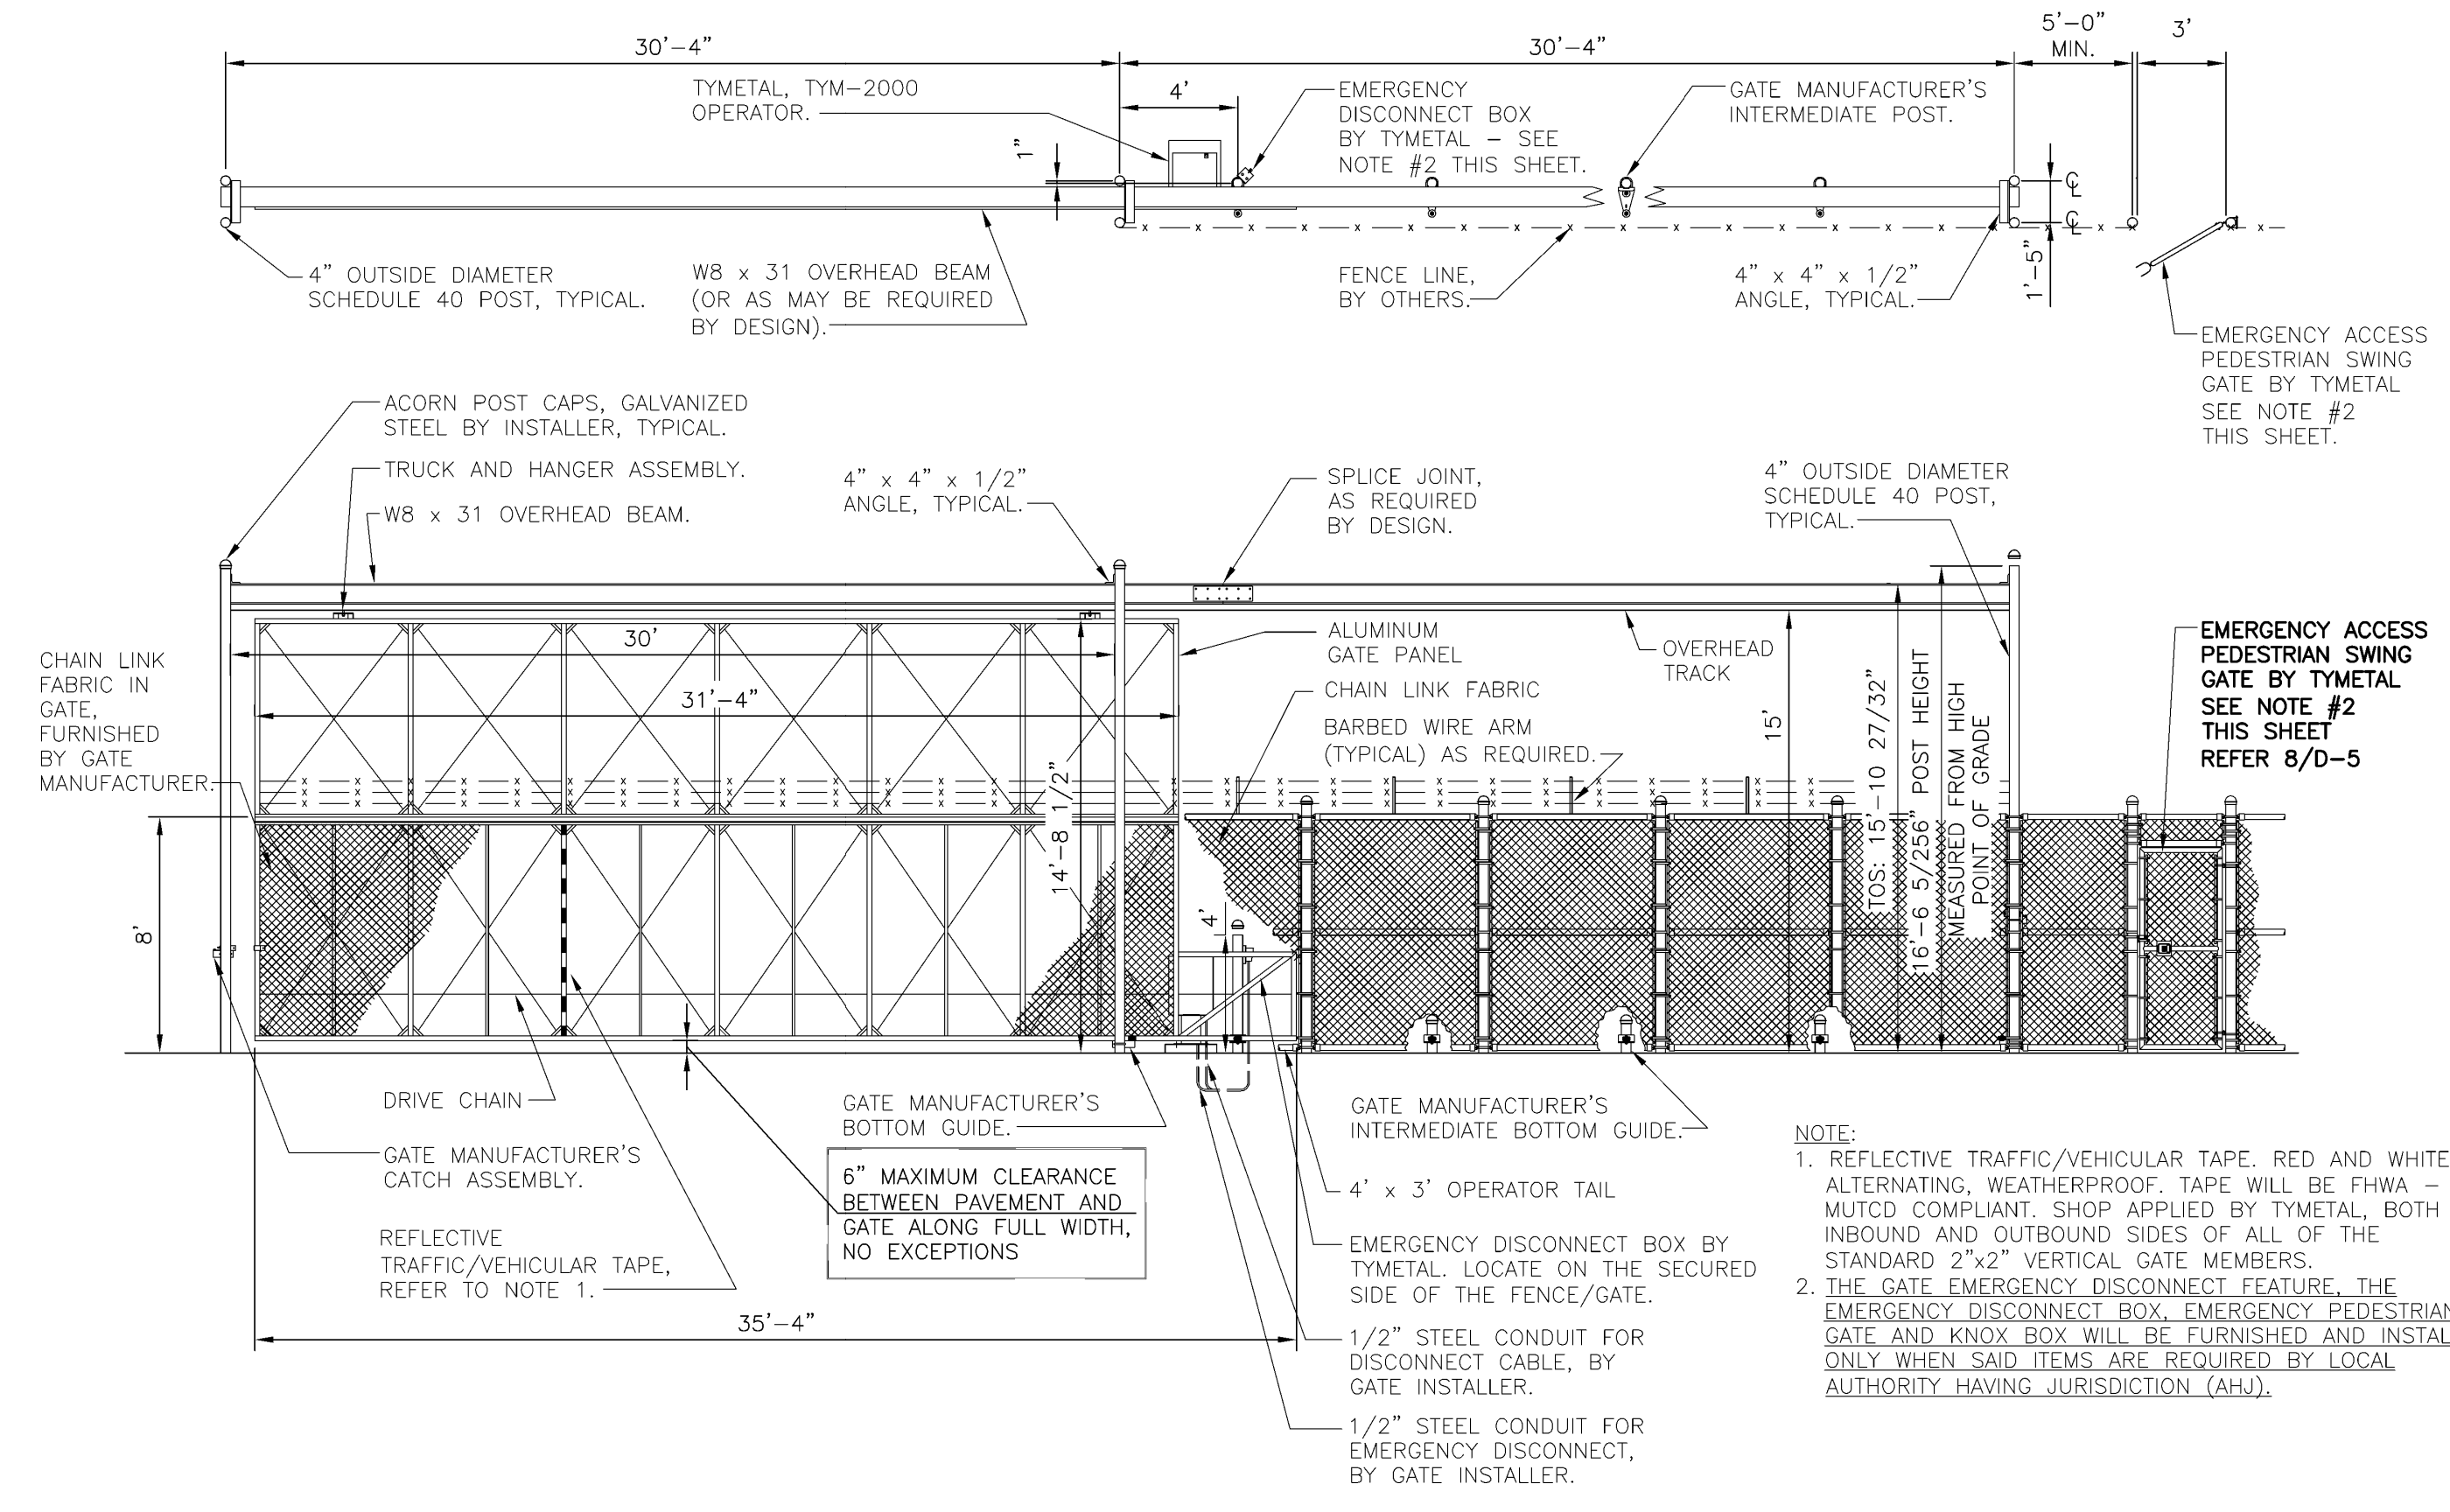 30'-4"
30'-4"
5'-0"
MIN.
3'
TYMETAL, TYM-2000
OPERATOR.
4'
1"
EMERGENCY
DISCONNECT BOX
BY TYMETAL - SEE
NOTE #2 THIS SHEET.
GATE MANUFACTURER'S
INTERMEDIATE POST.
4" OUTSIDE DIAMETER
SCHEDULE 40 POST, TYPICAL.
W8 x 31 OVERHEAD BEAM
(OR AS MAY BE REQUIRED
BY DESIGN).
FENCE LINE,
BY OTHERS.
4" x 4" x 1/2"
ANGLE, TYPICAL.
1'-5"
CL
CL
EMERGENCY ACCESS
PEDESTRIAN SWING
GATE BY TYMETAL
SEE NOTE #2
THIS SHEET.
ACORN POST CAPS, GALVANIZED
STEEL BY INSTALLER, TYPICAL.
TRUCK AND HANGER ASSEMBLY.
W8 x 31 OVERHEAD BEAM.
4" x 4" x 1/2"
ANGLE, TYPICAL.
SPLICE JOINT,
AS REQUIRED
BY DESIGN.
4" OUTSIDE DIAMETER
SCHEDULE 40 POST,
TYPICAL.
CHAIN LINK
FABRIC IN
GATE,
FURNISHED
BY GATE
MANUFACTURER.
30'
31'-4"
14'-8 1/2"
8'
4'
ALUMINUM
GATE PANEL
CHAIN LINK FABRIC
BARBED WIRE ARM
(TYPICAL) AS REQUIRED.
OVERHEAD
TRACK
15'
TOS: 15'-10 27/32"
16'-6 5/256" POST HEIGHT
MEASURED FROM HIGH
POINT OF GRADE
EMERGENCY ACCESS
PEDESTRIAN SWING
GATE BY TYMETAL
SEE NOTE #2
THIS SHEET
REFER 8/D-5
DRIVE CHAIN
GATE MANUFACTURER'S
CATCH ASSEMBLY.
REFLECTIVE
TRAFFIC/VEHICULAR TAPE,
REFER TO NOTE 1.
35'-4"
GATE MANUFACTURER'S
BOTTOM GUIDE.
6" MAXIMUM CLEARANCE
BETWEEN PAVEMENT AND
GATE ALONG FULL WIDTH,
NO EXCEPTIONS
GATE MANUFACTURER'S
INTERMEDIATE BOTTOM GUIDE.
4' x 3' OPERATOR TAIL
EMERGENCY DISCONNECT BOX BY
TYMETAL. LOCATE ON THE SECURED
SIDE OF THE FENCE/GATE.
1/2" STEEL CONDUIT FOR
DISCONNECT CABLE, BY
GATE INSTALLER.
1/2" STEEL CONDUIT FOR
EMERGENCY DISCONNECT,
BY GATE INSTALLER.
NOTE:
1. REFLECTIVE TRAFFIC/VEHICULAR TAPE. RED AND WHITE
ALTERNATING, WEATHERPROOF. TAPE WILL BE FHWA -
MUTCD COMPLIANT. SHOP APPLIED BY TYMETAL, BOTH
INBOUND AND OUTBOUND SIDES OF ALL OF THE
STANDARD 2"x2" VERTICAL GATE MEMBERS.
2. THE GATE EMERGENCY DISCONNECT FEATURE, THE
EMERGENCY DISCONNECT BOX, EMERGENCY PEDESTRIAN
GATE AND KNOX BOX WILL BE FURNISHED AND INSTAL
ONLY WHEN SAID ITEMS ARE REQUIRED BY LOCAL
AUTHORITY HAVING JURISDICTION (AHJ).